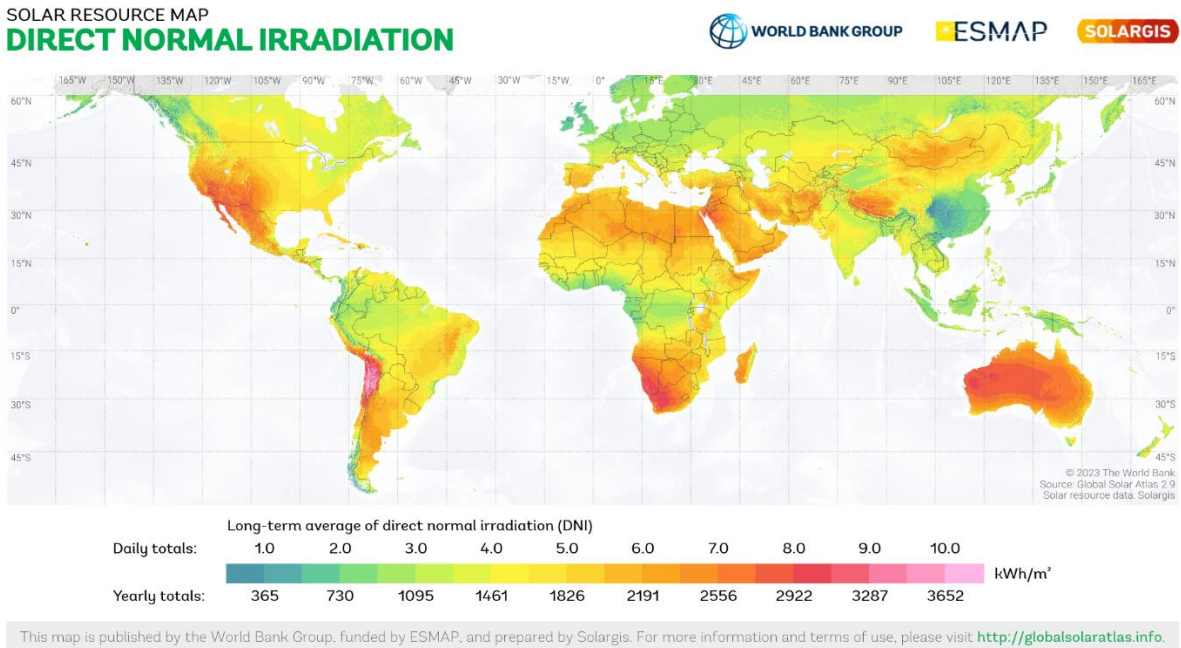 SOLAR RESOURCE MAP
DIRECT NORMAL IRRADIATION
WORLD BANK GROUP ESMAP SOLARGIS
165°W 150°W 135°W 120°W 105°W 90°W 75°W 60°W 45°W 30°W 15°W 0° 15°E 30°E 45°E 60°E 75°E 90°E 105°E 120°E 135°E 150°E 165°E
60°N 60°N
45°N 45°N
30°N 30°N
15°N 15°N
0° 0°
15°S 15°S
30°S 30°S
45°S 45°S
© 2023 The World Bank
Source: Global Solar Atlas 2.9
Solar resource data: Solargis
Long-term average of direct normal irradiation (DNI)
Daily totals: 1.0 2.0 3.0 4.0 5.0 6.0 7.0 8.0 9.0 10.0
kWh/m²
Yearly totals: 365 730 1095 1461 1826 2191 2556 2922 3287 3652
This map is published by the World Bank Group, funded by ESMAP, and prepared by Solargis. For more information and terms of use, please visit http://globalsolaratlas.info.